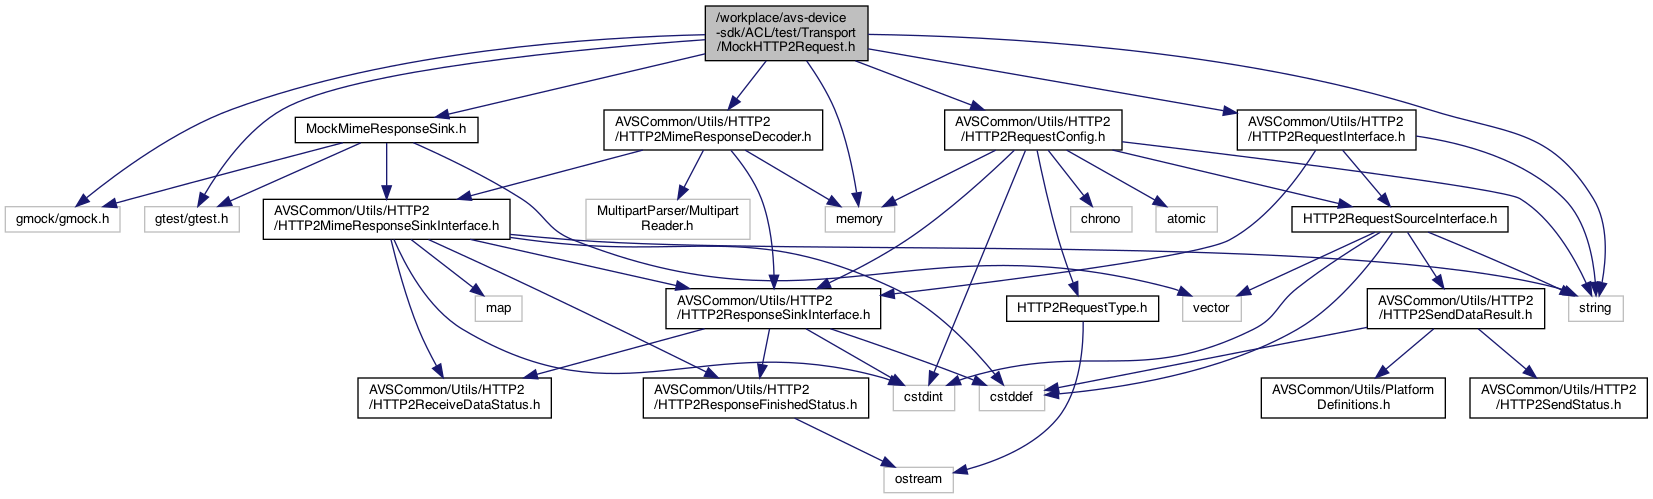 /workplace/avs-device
-sdk/ACL/test/Transport
/MockHTTP2Request.h
MockMimeResponseSink.h
AVSCommon/Utils/HTTP2
/HTTP2MimeResponseDecoder.h
AVSCommon/Utils/HTTP2
/HTTP2RequestConfig.h
AVSCommon/Utils/HTTP2
/HTTP2RequestInterface.h
gmock/gmock.h
gtest/gtest.h
AVSCommon/Utils/HTTP2
/HTTP2MimeResponseSinkInterface.h
MultipartParser/Multipart
Reader.h
memory
chrono
atomic
HTTP2RequestSourceInterface.h
map
AVSCommon/Utils/HTTP2
/HTTP2ResponseSinkInterface.h
HTTP2RequestType.h
vector
AVSCommon/Utils/HTTP2
/HTTP2SendDataResult.h
string
AVSCommon/Utils/HTTP2
/HTTP2ReceiveDataStatus.h
AVSCommon/Utils/HTTP2
/HTTP2ResponseFinishedStatus.h
cstdint
cstddef
AVSCommon/Utils/Platform
Definitions.h
AVSCommon/Utils/HTTP2
/HTTP2SendStatus.h
ostream